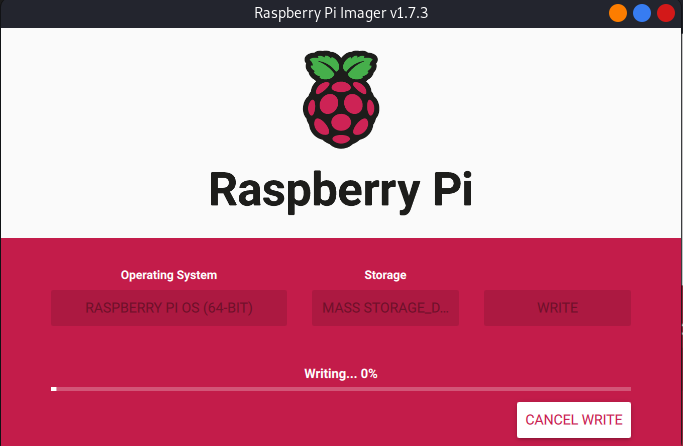 Raspberry Pi Imager v1.7.3
Raspberry Pi
Operating System
Storage
RASPBERRY PI OS (64-BIT)
MASS STORAGE_D...
WRITE
Writing... 0%
CANCEL WRITE